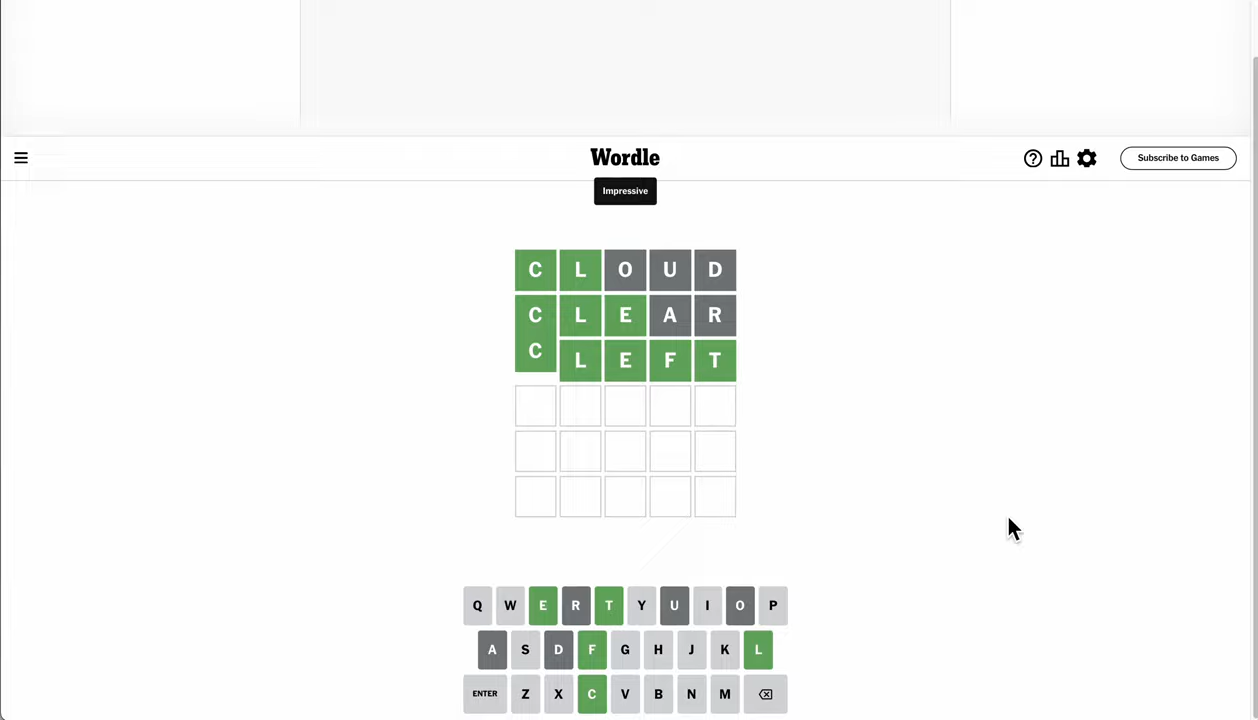 Wordle
Subscribe to Games
Impressive
C L O U D
C L E A R
C L E F T
Q W E R T Y U I O P
A S D F G H J K L
ENTER Z X C V B N M